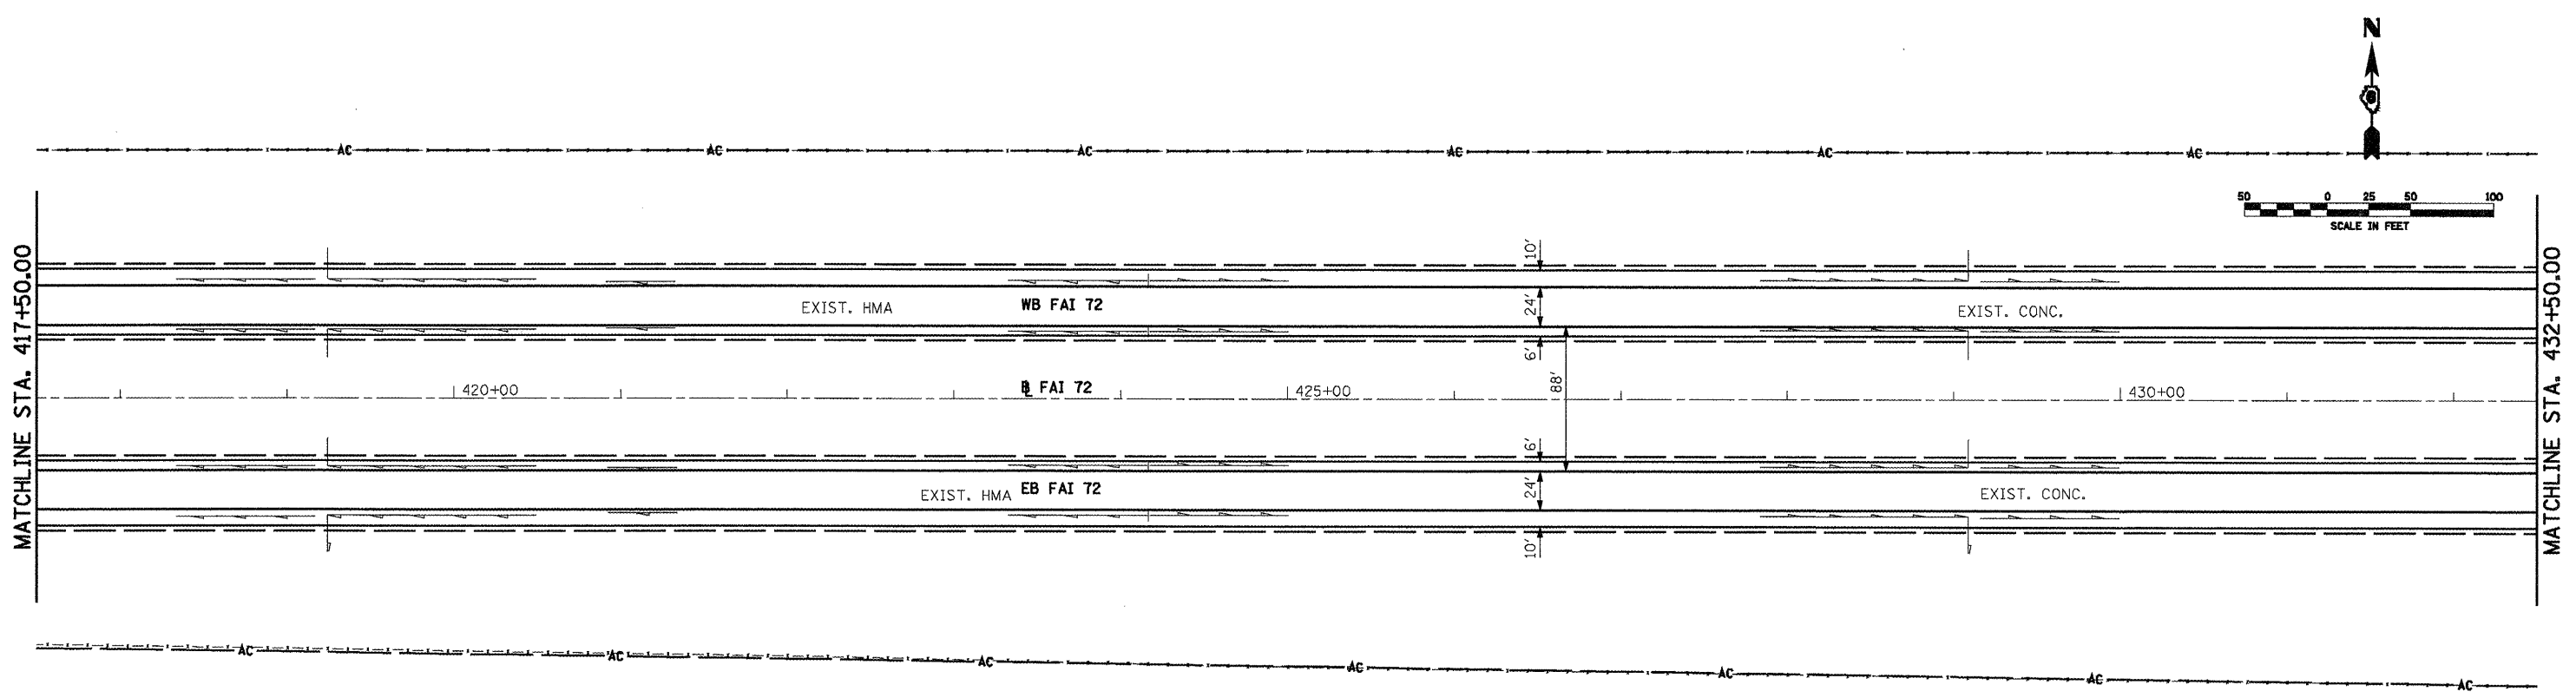 N
AC AC AC AC AC AC
50 0 25 50 100
SCALE IN FEET
MATCHLINE STA. 417+50.00
MATCHLINE STA. 432+50.00
10'
EXIST. HMA
WB FAI 72
24'
EXIST. CONC.
6'
88'
420+00
℄ FAI 72
425+00
430+00
6'
EXIST. HMA
EB FAI 72
24'
EXIST. CONC.
10'
AC AC AC AC AC AC AC